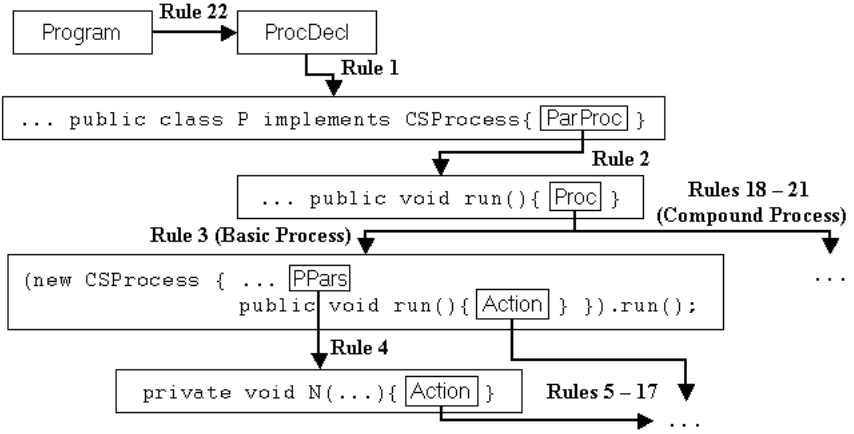 Program
Rule 22
ProcDecl
Rule 1
... public class P implements CSProcess{ ParProc }
Rule 2
... public void run(){ Proc }
Rules 18 – 21
(Compound Process)
Rule 3 (Basic Process)
(new CSProcess { ... PPars
public void run(){ Action } }).run();
...
Rule 4
private void N(...){ Action }
Rules 5 – 17
...